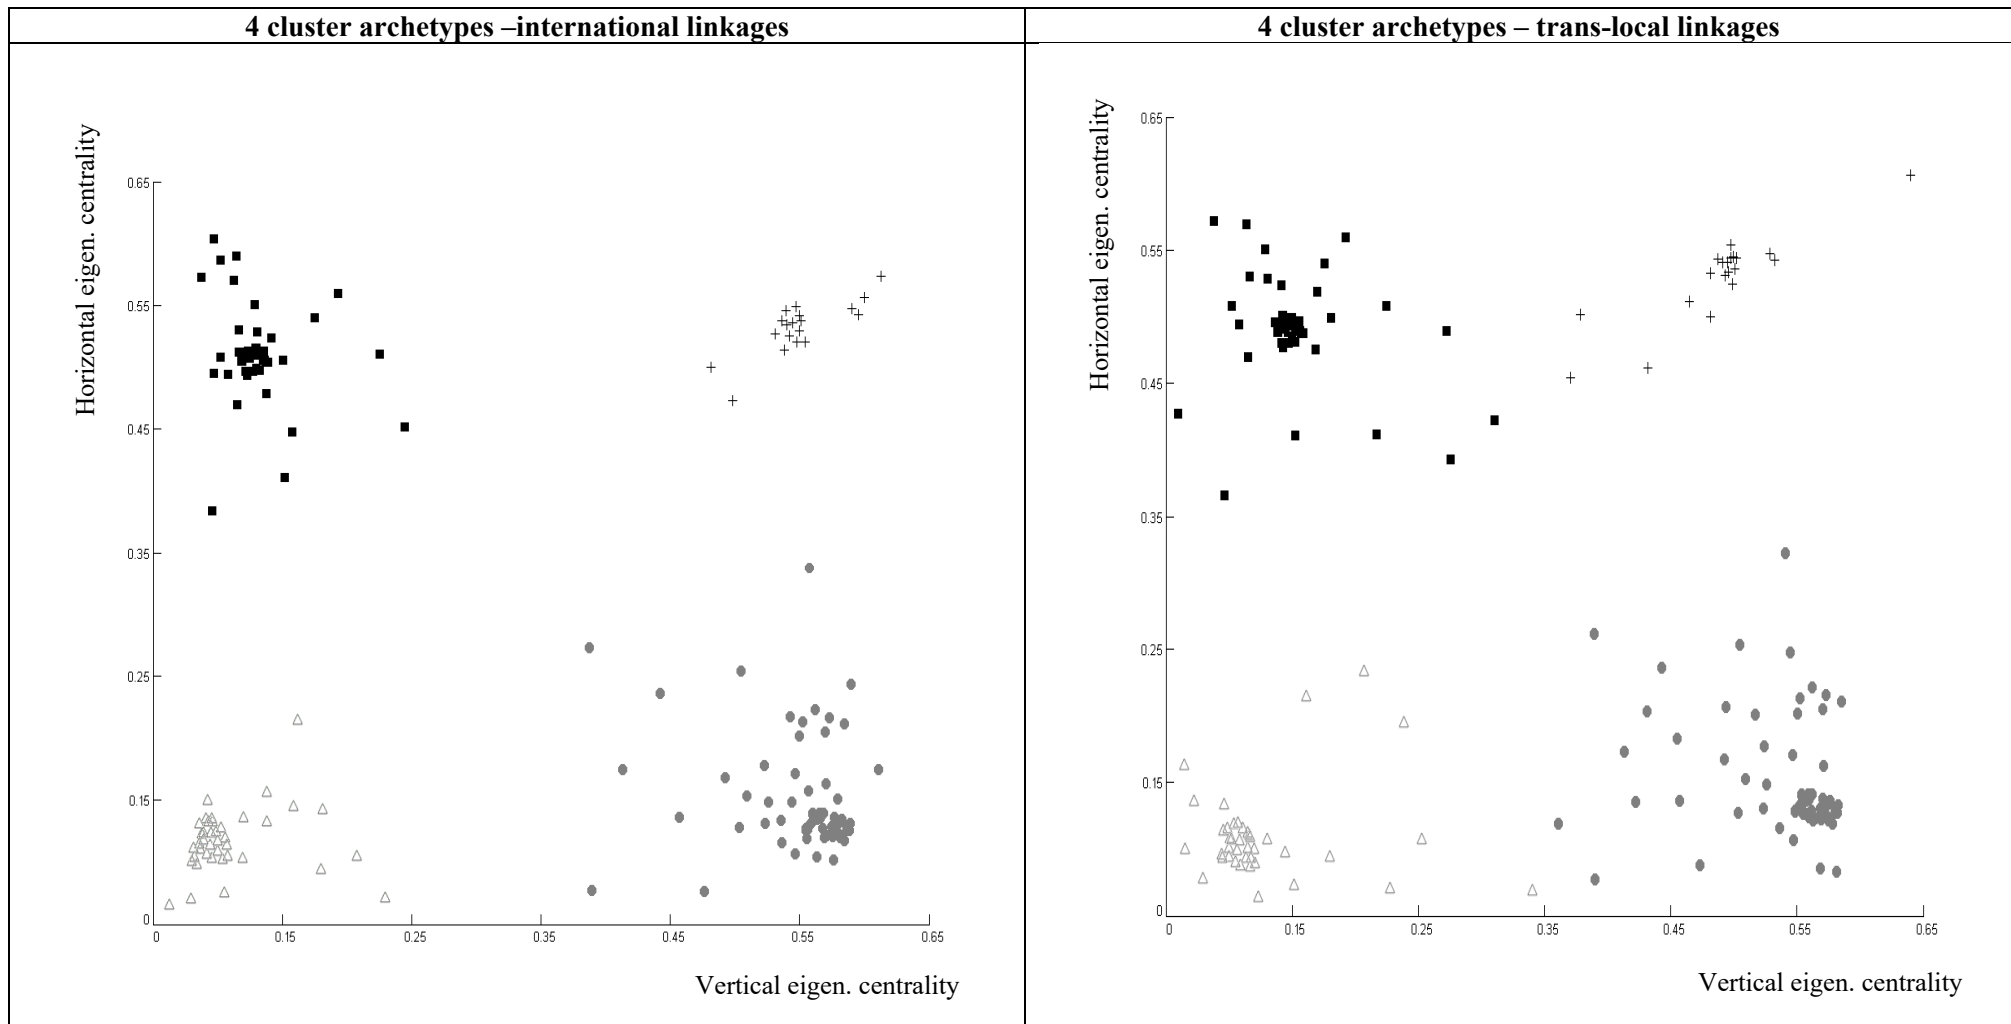 4 cluster archetypes –international linkages
4 cluster archetypes – trans-local linkages
Horizontal eigen. centrality
0.65
0.55
0.45
0.35
0.25
0.15
0
0 0.15 0.25 0.35 0.45 0.55 0.65
Vertical eigen. centrality
Horizontal eigen. centrality
0.65
0.55
0.45
0.35
0.25
0.15
0
0 0.15 0.25 0.35 0.45 0.55 0.65
Vertical eigen. centrality